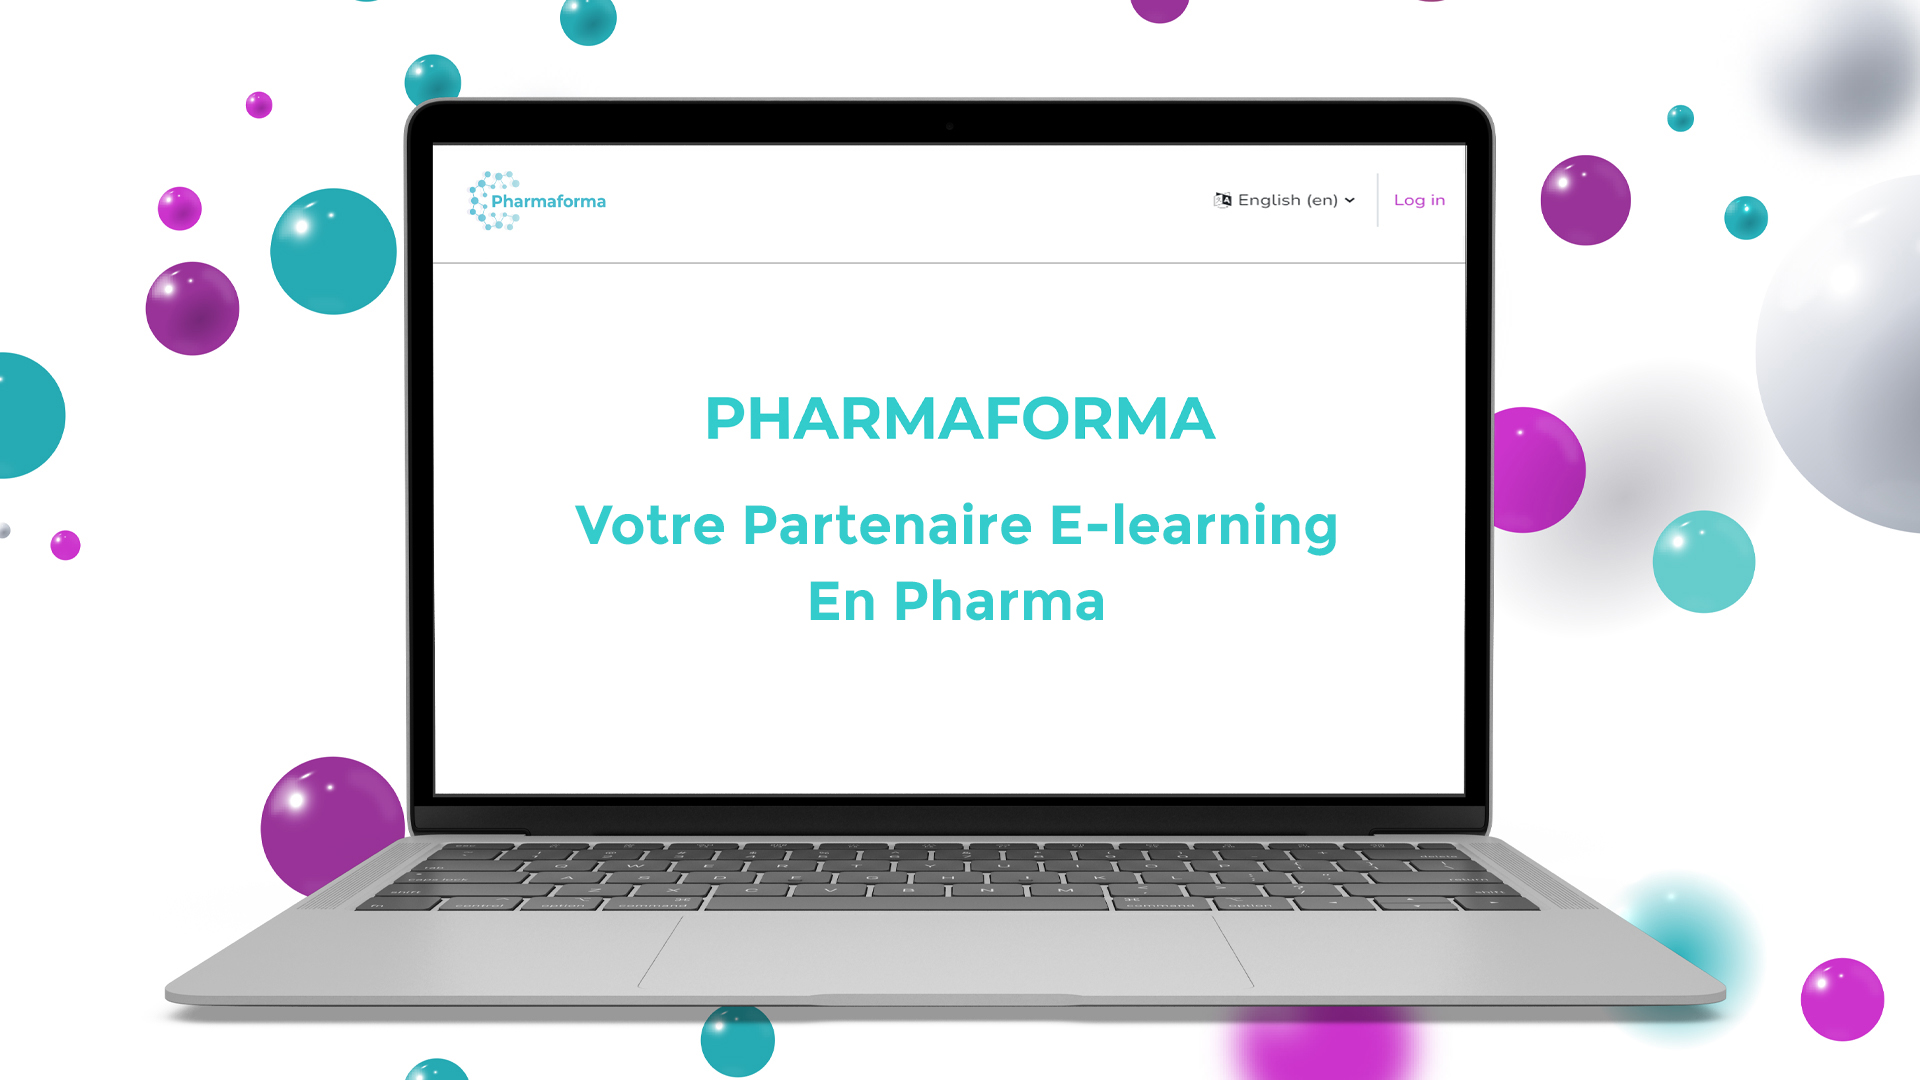 Pharmaforma
English (en)
Log in
PHARMAFORMA
Votre Partenaire E-learning
En Pharma